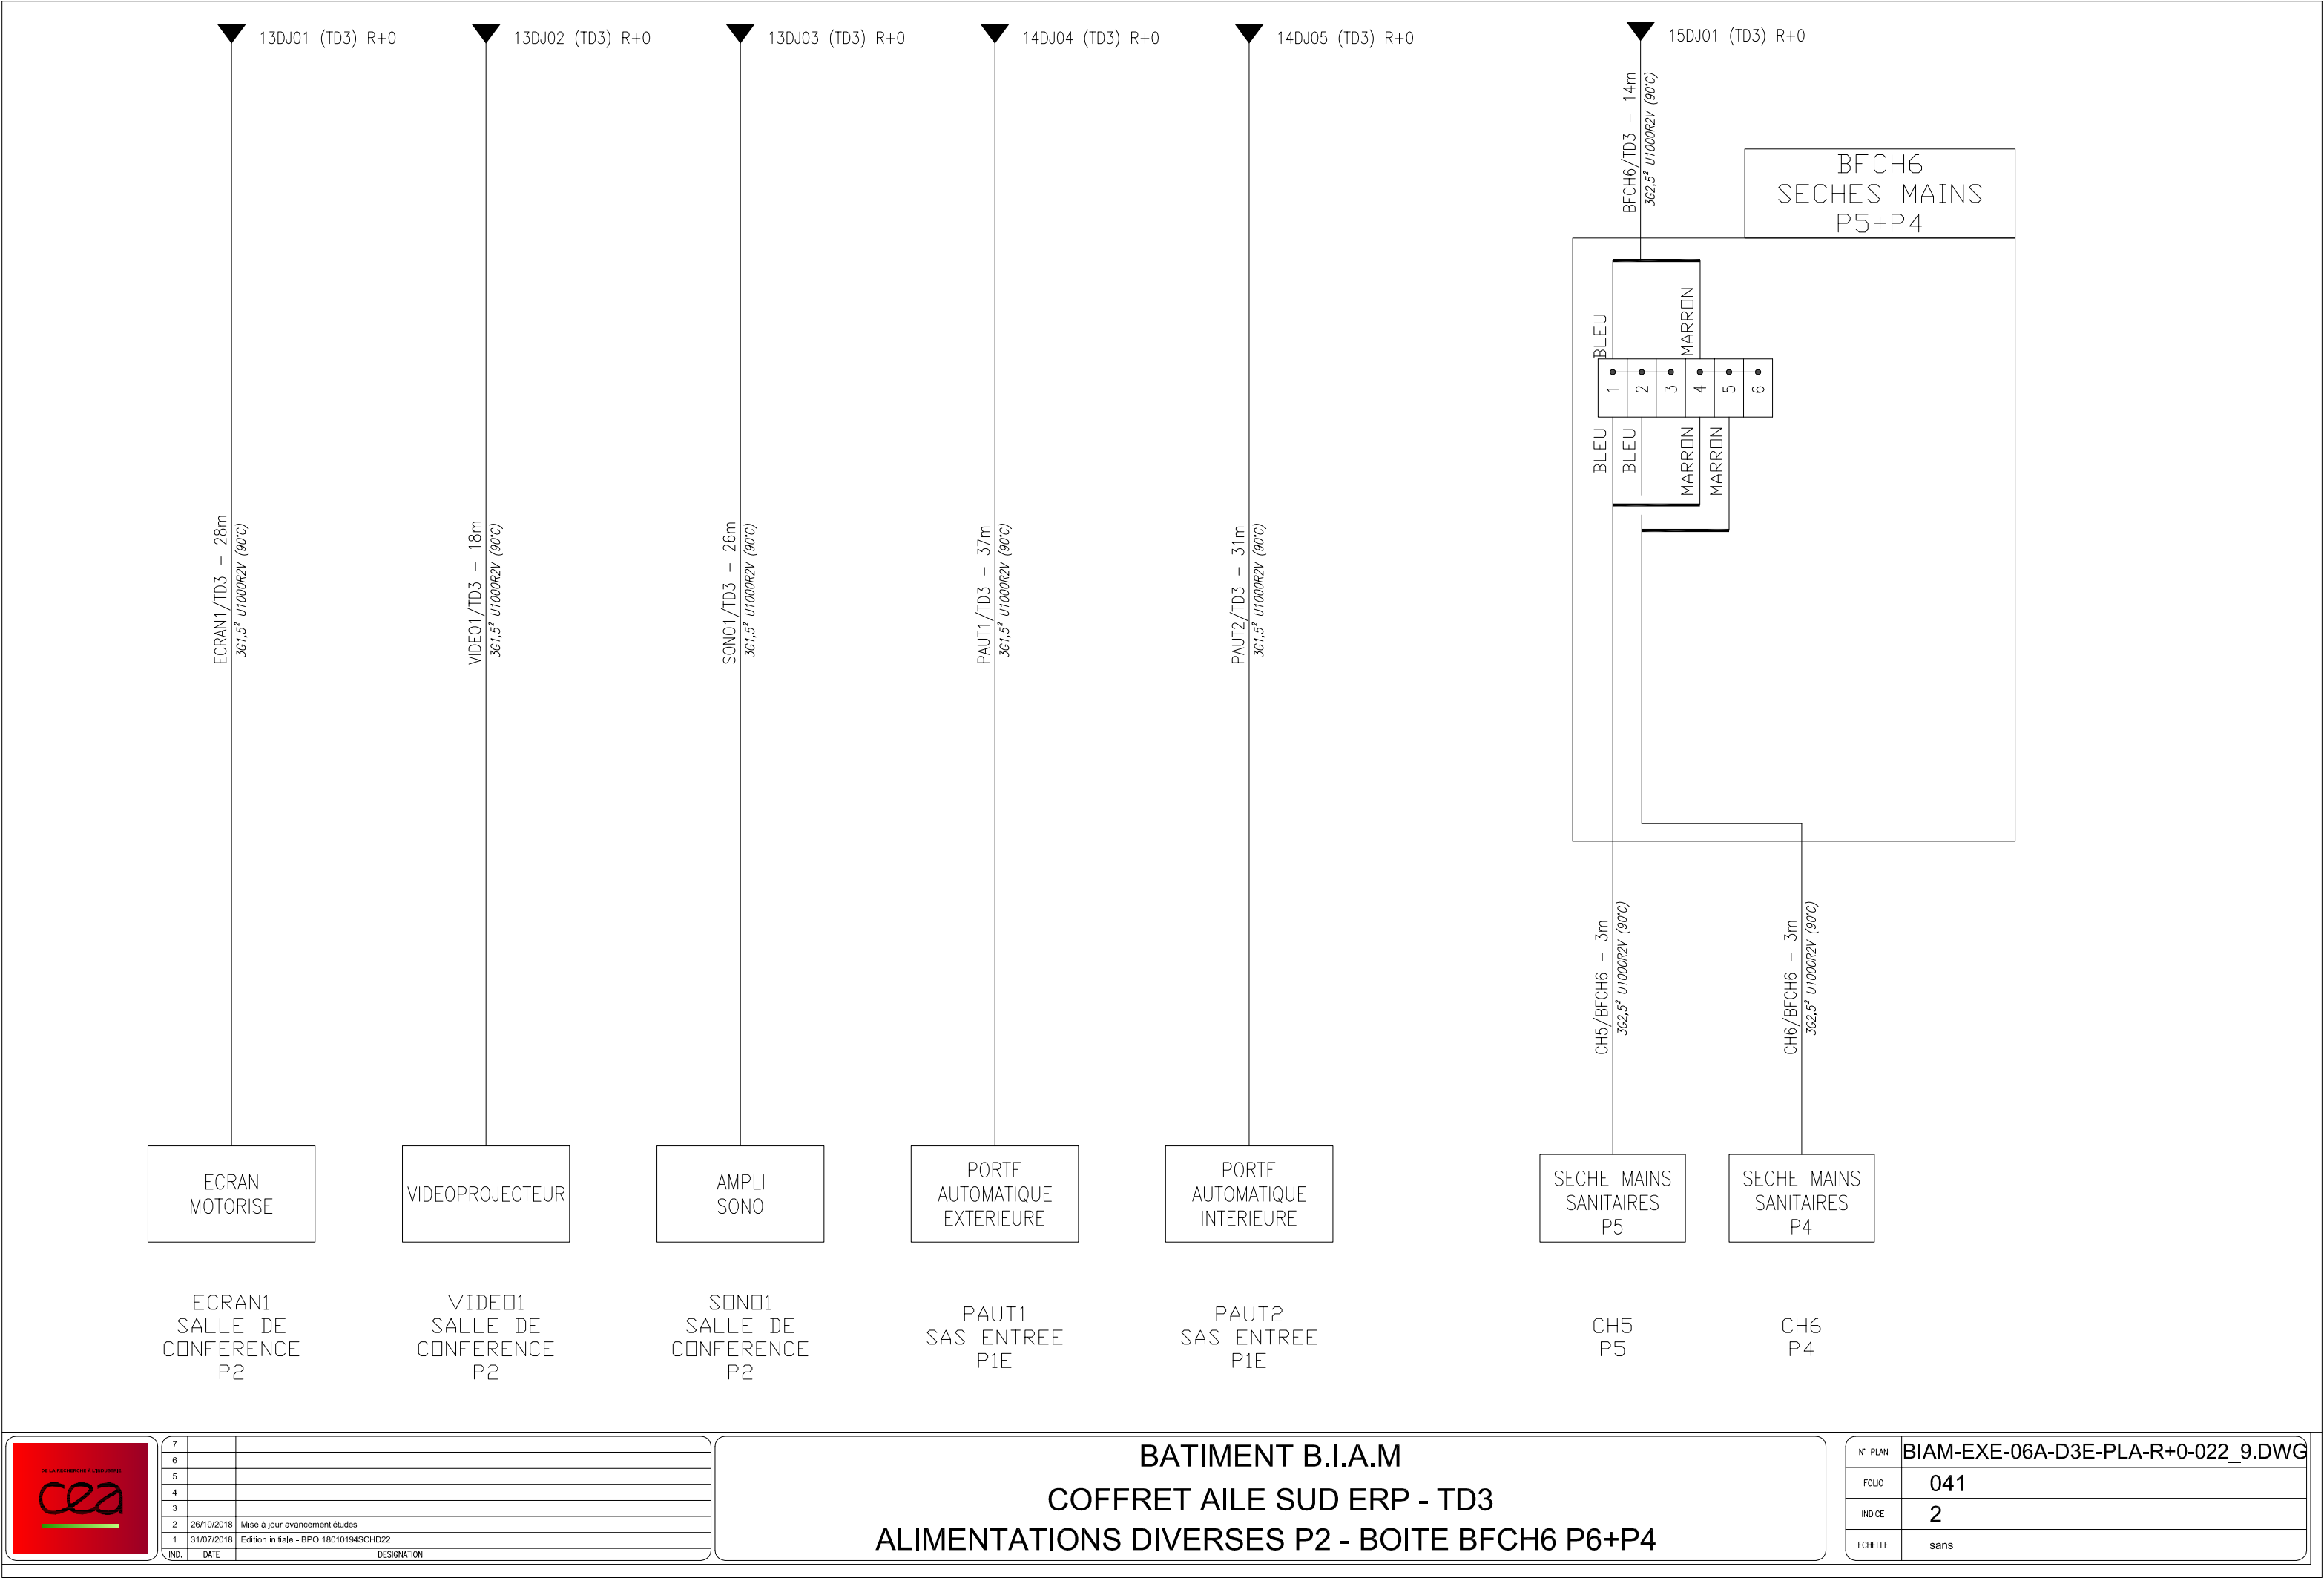 13DJ01 (TD3) R+0
13DJ02 (TD3) R+0
13DJ03 (TD3) R+0
14DJ04 (TD3) R+0
14DJ05 (TD3) R+0
15DJ01 (TD3) R+0
BFCH6/TD3 - 14m
3G2,5² U1000R2V (90°C)
BFCH6
SECHES MAINS
P5+P4
BLEU
MARRON
1
2
3
4
5
6
BLEU
BLEU
MARRON
MARRON
ECRAN1/TD3 - 28m
3G1,5² U1000R2V (90°C)
VIDEO1/TD3 - 18m
3G1,5² U1000R2V (90°C)
SONO1/TD3 - 26m
3G1,5² U1000R2V (90°C)
PAUT1/TD3 - 37m
3G1,5² U1000R2V (90°C)
PAUT2/TD3 - 31m
3G1,5² U1000R2V (90°C)
CH5/BFCH6 - 3m
3G2,5² U1000R2V (90°C)
CH6/BFCH6 - 3m
3G2,5² U1000R2V (90°C)
ECRAN
MOTORISE
VIDEOPROJECTEUR
AMPLI
SONO
PORTE
AUTOMATIQUE
EXTERIEURE
PORTE
AUTOMATIQUE
INTERIEURE
SECHE MAINS
SANITAIRES
P5
SECHE MAINS
SANITAIRES
P4
ECRAN1
SALLE DE
CONFERENCE
P2
VIDEO1
SALLE DE
CONFERENCE
P2
SONO1
SALLE DE
CONFERENCE
P2
PAUT1
SAS ENTREE
P1E
PAUT2
SAS ENTREE
P1E
CH5
P5
CH6
P4
DE LA RECHERCHE À L'INDUSTRIE
cea
7
6
5
4
3
2 26/10/2018 Mise à jour avancement études
1 31/07/2018 Edition initiale - BPO 18010194SCHD22
IND. DATE DESIGNATION
BATIMENT B.I.A.M
COFFRET AILE SUD ERP - TD3
ALIMENTATIONS DIVERSES P2 - BOITE BFCH6 P6+P4
N° PLAN BIAM-EXE-06A-D3E-PLA-R+0-022_9.DWG
FOLIO 041
INDICE 2
ECHELLE sans